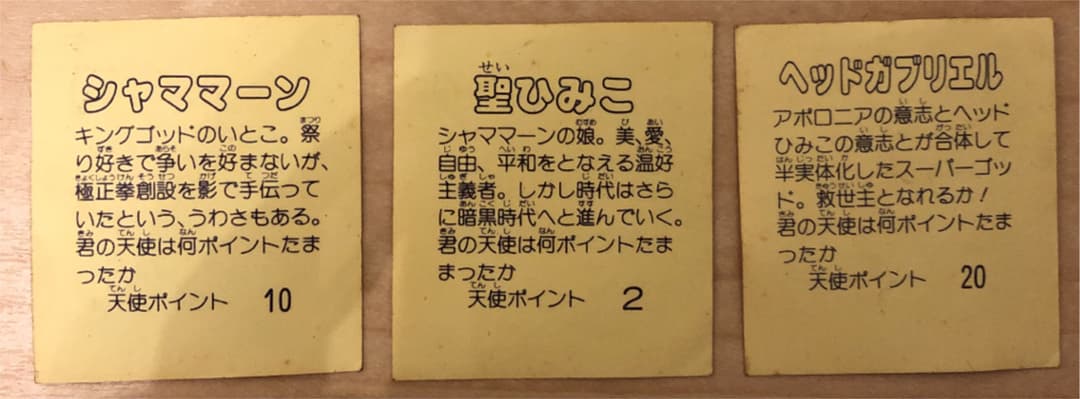 シャママーン
キングゴッドのいとこ。祭
り好きで争いを好まないが、
極正拳創設を影で手伝って
いたという、うわさもある。
君の天使は何ポイントたま
ったか
天使ポイント 10
聖ひみこ
シャママーンの娘。美、愛、
自由、平和をとなえる温好
主義者。しかし時代はさら
に暗黒時代へと進んでいく。
君の天使は何ポイントたま
まったか
天使ポイント 2
ヘッドガブリエル
アポロニアの意志とヘッド
ひみこの意志とが合体して
半実体化したスーパーゴッ
ド。救世主となれるか!
君の天使は何ポイントたま
ったか
天使ポイント 20